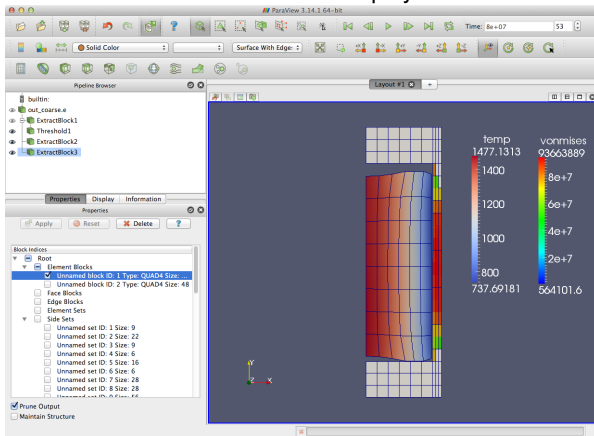 ParaView 3.14.1 64-bit
Time: 8e+07 53
Solid Color Surface With Edges
Pipeline Browser
Layout #1
builtin:
out_coarse.e
ExtractBlock1
Threshold1
ExtractBlock2
ExtractBlock3
Properties Display Information
Properties
Apply Reset Delete ?
Block Indices
Root
Element Blocks
Unnamed block ID: 1 Type: QUAD4 Size: ...
Unnamed block ID: 2 Type: QUAD4 Size: 48
Face Blocks
Edge Blocks
Element Sets
Side Sets
Unnamed set ID: 1 Size: 9
Unnamed set ID: 2 Size: 22
Unnamed set ID: 3 Size: 9
Unnamed set ID: 4 Size: 6
Unnamed set ID: 5 Size: 16
Unnamed set ID: 6 Size: 6
Unnamed set ID: 7 Size: 28
Unnamed set ID: 8 Size: 28
Prune Output
Maintain Structure
temp
1477.1313
1400
1200
1000
800
737.69181
vonmises
93663889
8e+7
6e+7
4e+7
2e+7
564101.6
Y
Z X